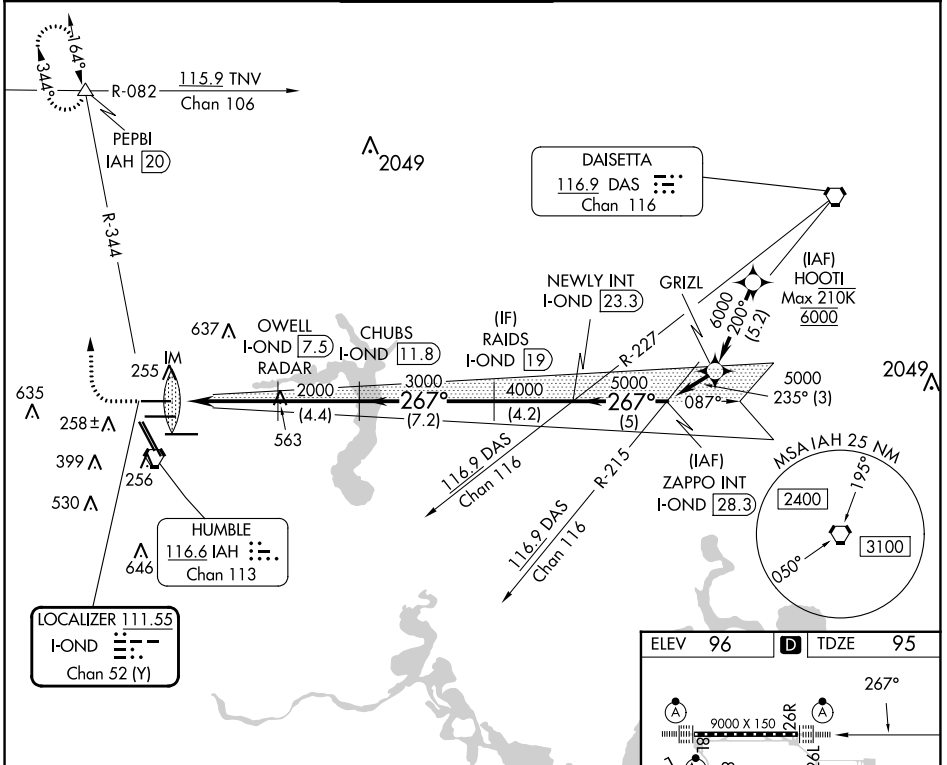 164°
344°
R-082
115.9 TNV
Chan 106
PEPBI
IAH 20
R-344
2049
DAISETTA
116.9 DAS
Chan 116
(IAF)
HOOTI
Max 210K
6000
6000
200°
(5.2)
GRIZL
NEWLY INT
I-OND 23.3
R-227
(IF)
RAIDS
I-OND 19
CHUBS
I-OND 11.8
OWELL
I-OND 7.5
RADAR
637
IM
255
2000
(4.4)
563
3000
267°
(7.2)
4000
(4.2)
5000
267°
(5)
087°
5000
235° (3)
2049
635
258±
399
256
530
646
HUMBLE
116.6 IAH
Chan 113
LOCALIZER 111.55
I-OND
Chan 52 (Y)
116.9 DAS
Chan 116
R-215
116.9 DAS
Chan 116
(IAF)
ZAPPO INT
I-OND 28.3
MSA IAH 25 NM
195°
2400
3100
050°
ELEV 96
D
TDZE 95
267°
A
A
9000 X 150
26R
26L